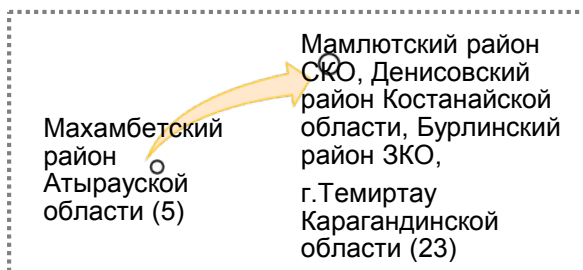 Махамбетский
район
Атырауской
области (5)
Мамлютский район
СКО, Денисовский
район Костанайской
области, Бурлинский
район ЗКО,
г.Темиртау
Карагандинской
области (23)